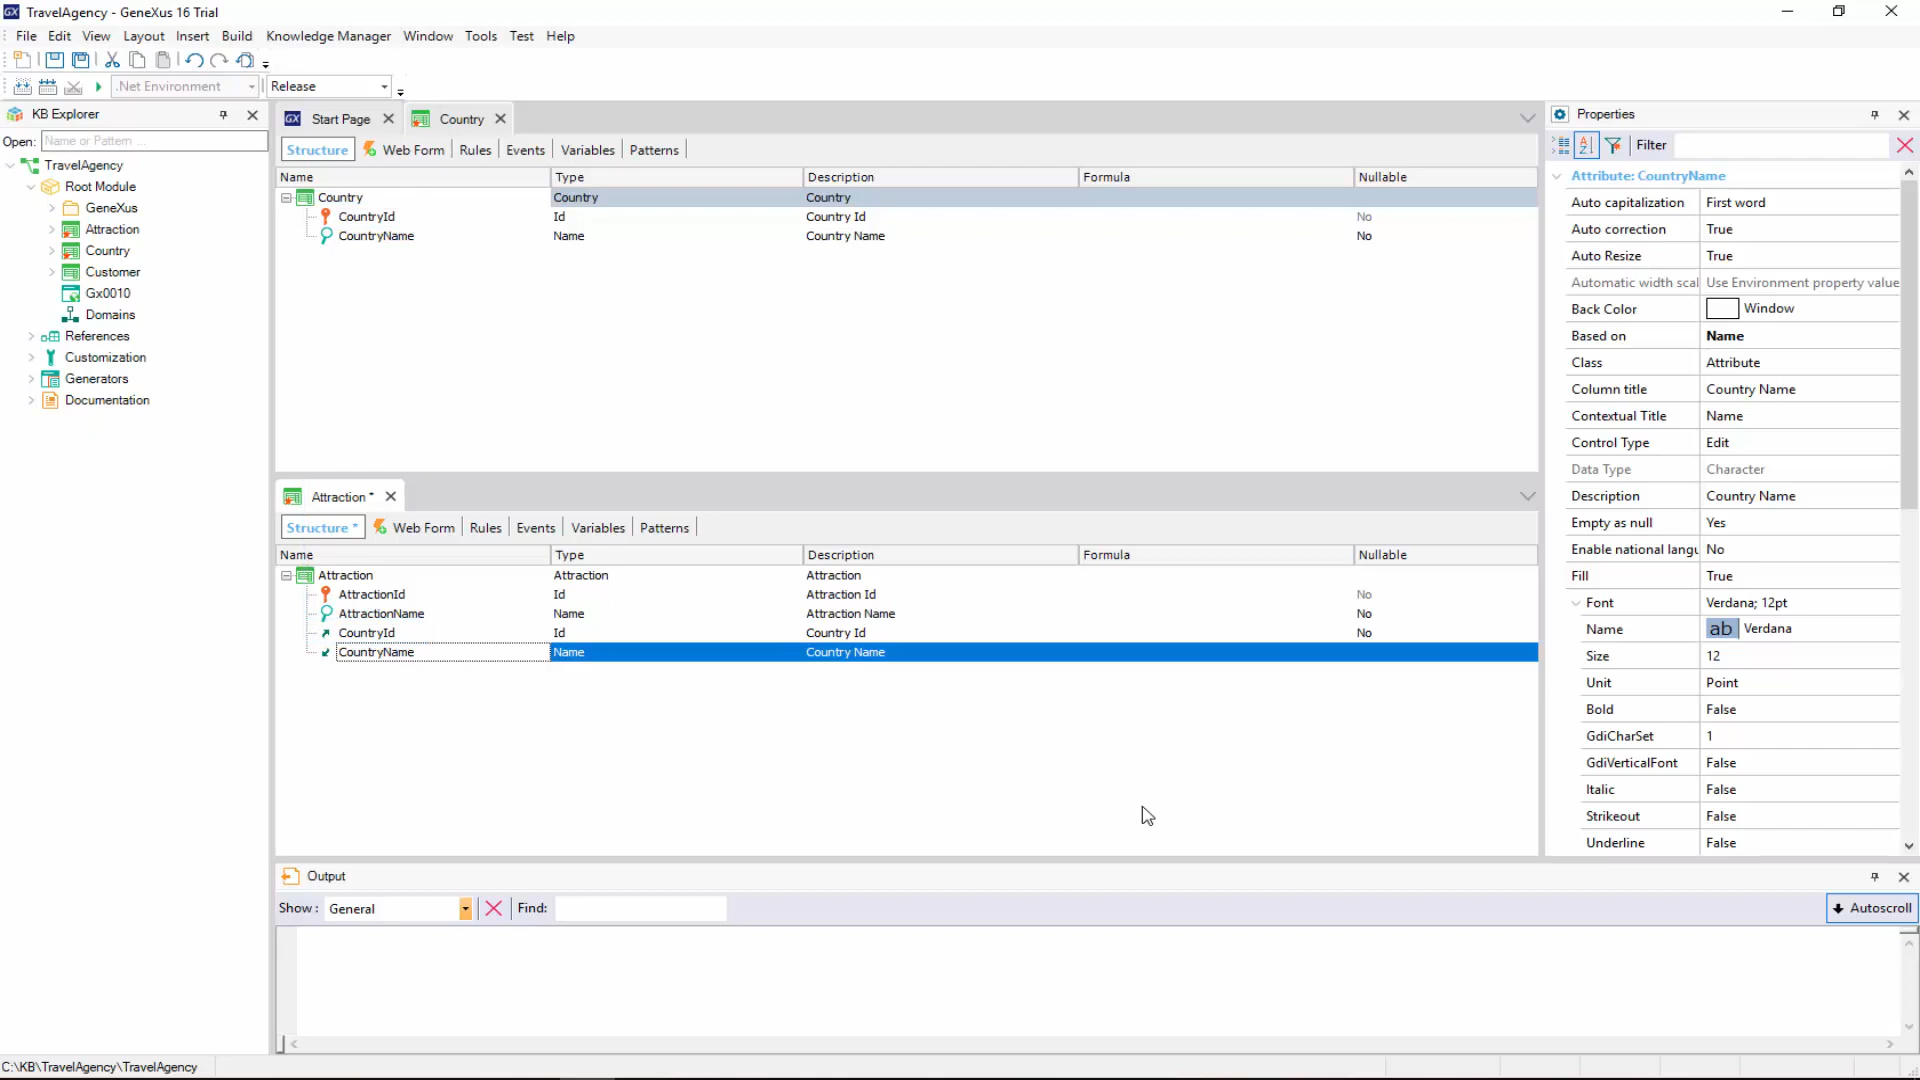 TravelAgency - GeneXus 16 Trial
File Edit View Layout Insert Build Knowledge Manager Window Tools Test Help
.Net Environment Release
KB Explorer
Open: Name or Pattern ...
TravelAgency
Root Module
GeneXus
Attraction
Country
Customer
Gx0010
Domains
References
Customization
Generators
Documentation
Start Page Country
Structure Web Form Rules Events Variables Patterns
Name Type Description Formula Nullable
Country Country Country
CountryId Id Country Id No
CountryName Name Country Name No
Attraction *
Structure * Web Form Rules Events Variables Patterns
Name Type Description Formula Nullable
Attraction Attraction Attraction
AttractionId Id Attraction Id No
AttractionName Name Attraction Name No
CountryId Id Country Id No
CountryName Name Country Name
Output
Show : General Find:
Autoscroll
Properties
Filter
Attribute: CountryName
Auto capitalization First word
Auto correction True
Auto Resize True
Automatic width scal Use Environment property value
Back Color Window
Based on Name
Class Attribute
Column title Country Name
Contextual Title Name
Control Type Edit
Data Type Character
Description Country Name
Empty as null Yes
Enable national langu No
Fill True
Font Verdana; 12pt
Name ab Verdana
Size 12
Unit Point
Bold False
GdiCharSet 1
GdiVerticalFont False
Italic False
Strikeout False
Underline False
C:\KB\TravelAgency\TravelAgency